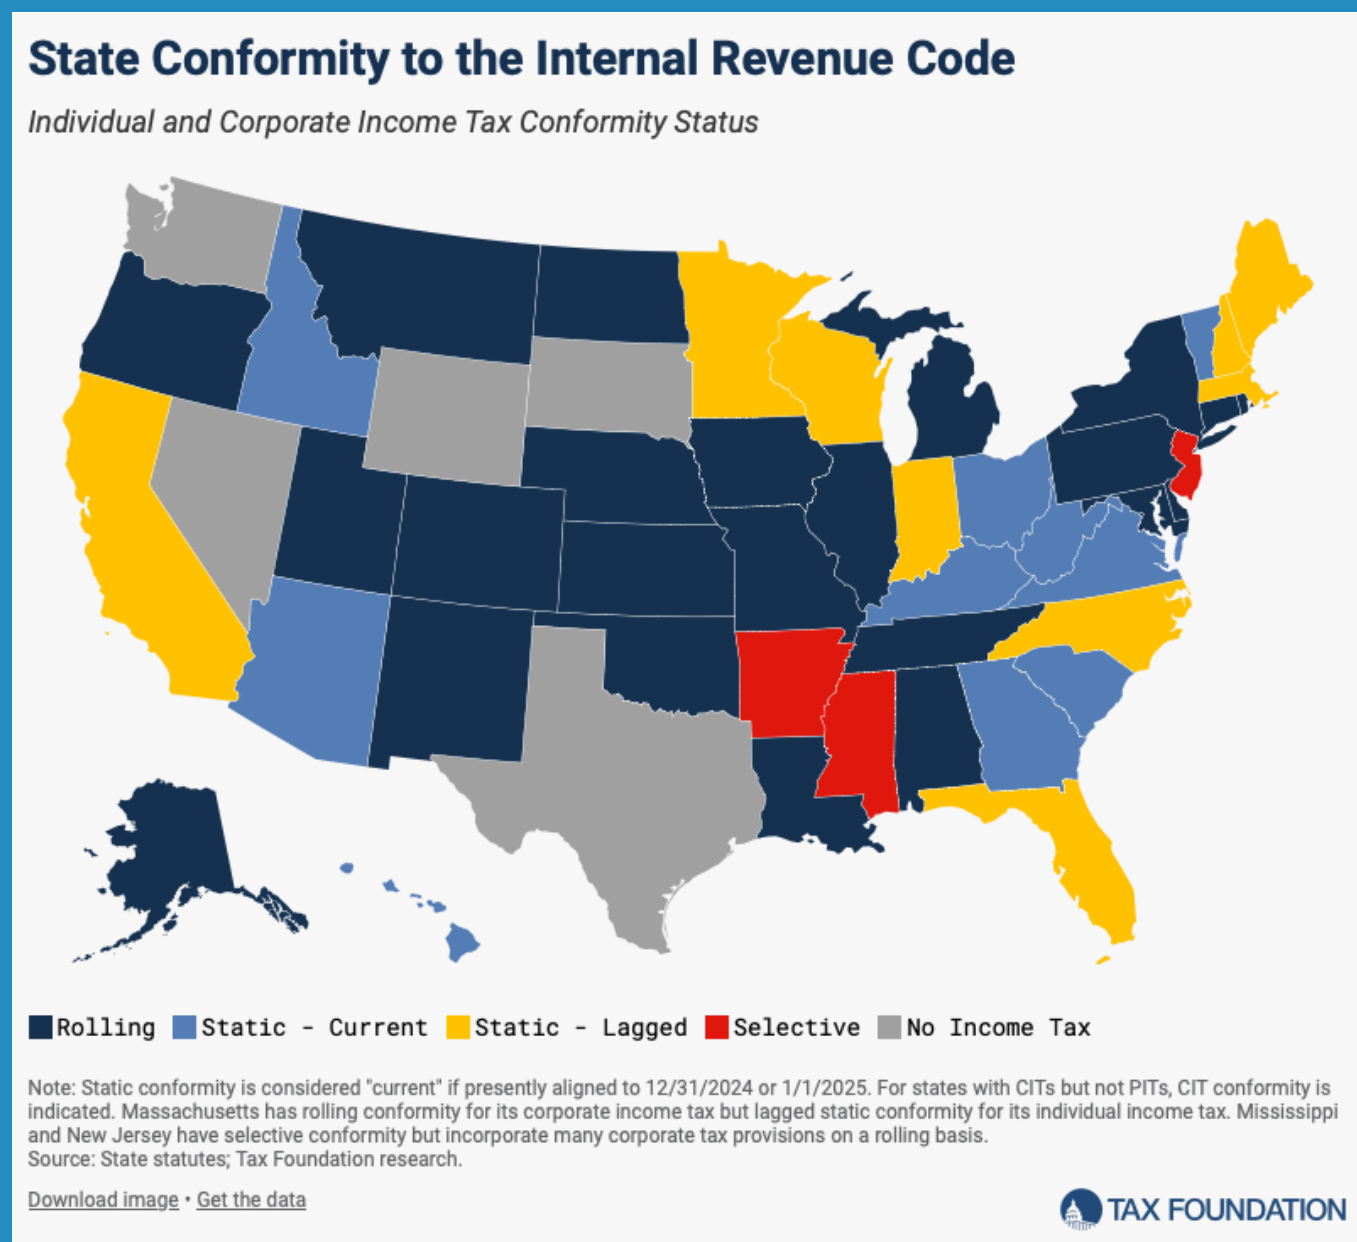 State Conformity to the Internal Revenue Code
Individual and Corporate Income Tax Conformity Status
Rolling Static - Current Static - Lagged Selective No Income Tax
Note: Static conformity is considered "current" if presently aligned to 12/31/2024 or 1/1/2025. For states with CITs but not PITs, CIT conformity is
indicated. Massachusetts has rolling conformity for its corporate income tax but lagged static conformity for its individual income tax. Mississippi
and New Jersey have selective conformity but incorporate many corporate tax provisions on a rolling basis.
Source: State statutes; Tax Foundation research.
Download image • Get the data
TAX FOUNDATION